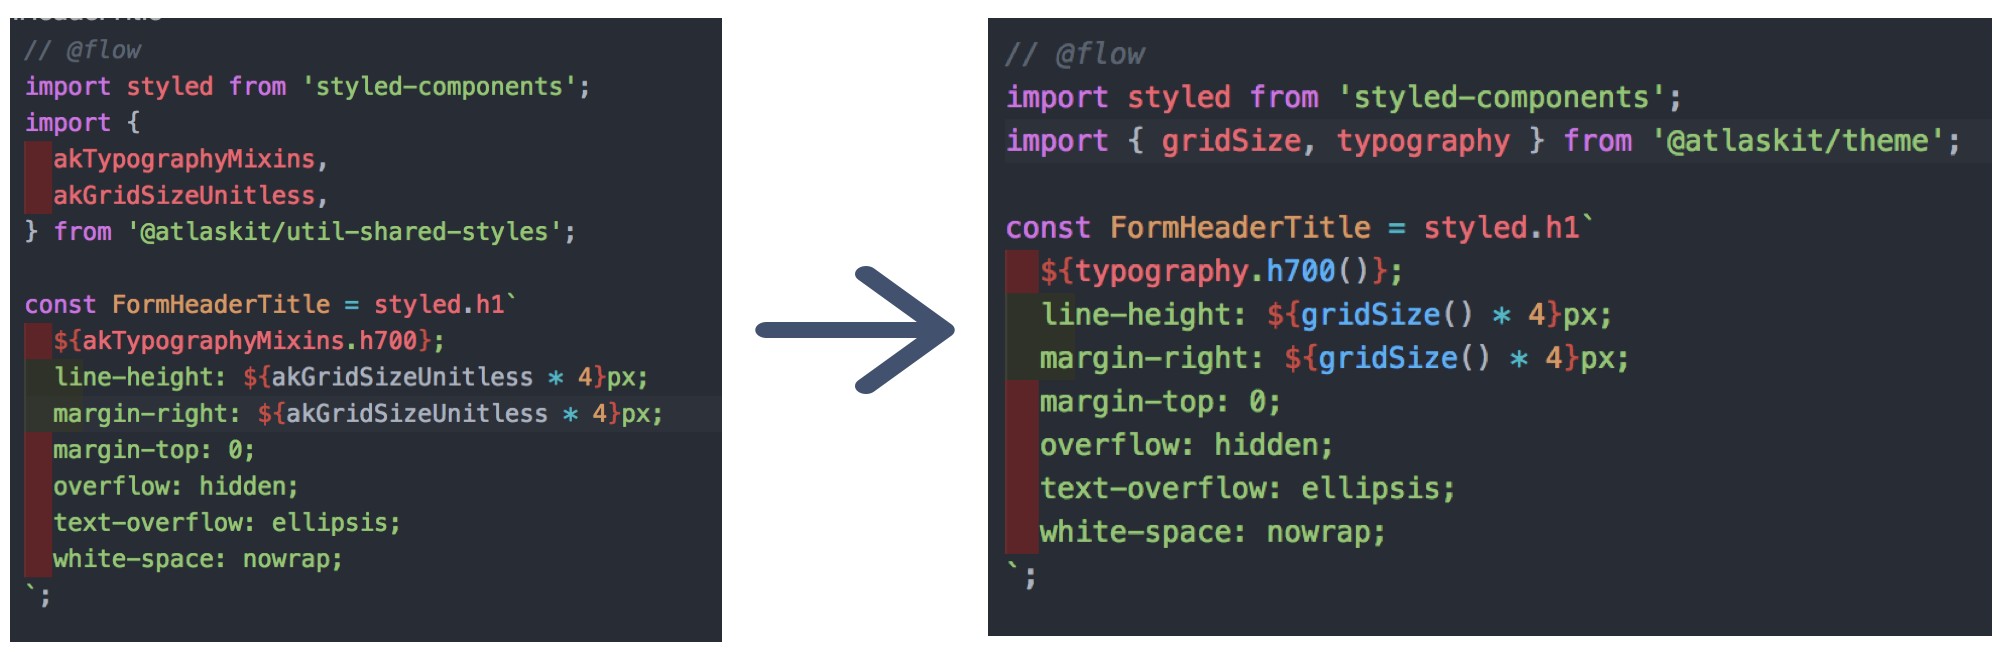 // @flow
import styled from 'styled-components';
import {
  akTypographyMixins,
  akGridSizeUnitless,
} from '@atlaskit/util-shared-styles';

const FormHeaderTitle = styled.h1`
  ${akTypographyMixins.h700};
  line-height: ${akGridSizeUnitless * 4}px;
  margin-right: ${akGridSizeUnitless * 4}px;
  margin-top: 0;
  overflow: hidden;
  text-overflow: ellipsis;
  white-space: nowrap;
`;
// @flow
import styled from 'styled-components';
import { gridSize, typography } from '@atlaskit/theme';

const FormHeaderTitle = styled.h1`
  ${typography.h700()};
  line-height: ${gridSize() * 4}px;
  margin-right: ${gridSize() * 4}px;
  margin-top: 0;
  overflow: hidden;
  text-overflow: ellipsis;
  white-space: nowrap;
`;